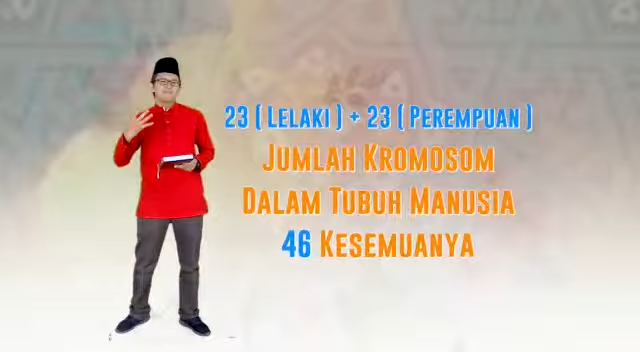 23 ( Lelaki ) + 23 ( Perempuan )
Jumlah Kromosom
Dalam Tubuh Manusia
46 Kesemuanya